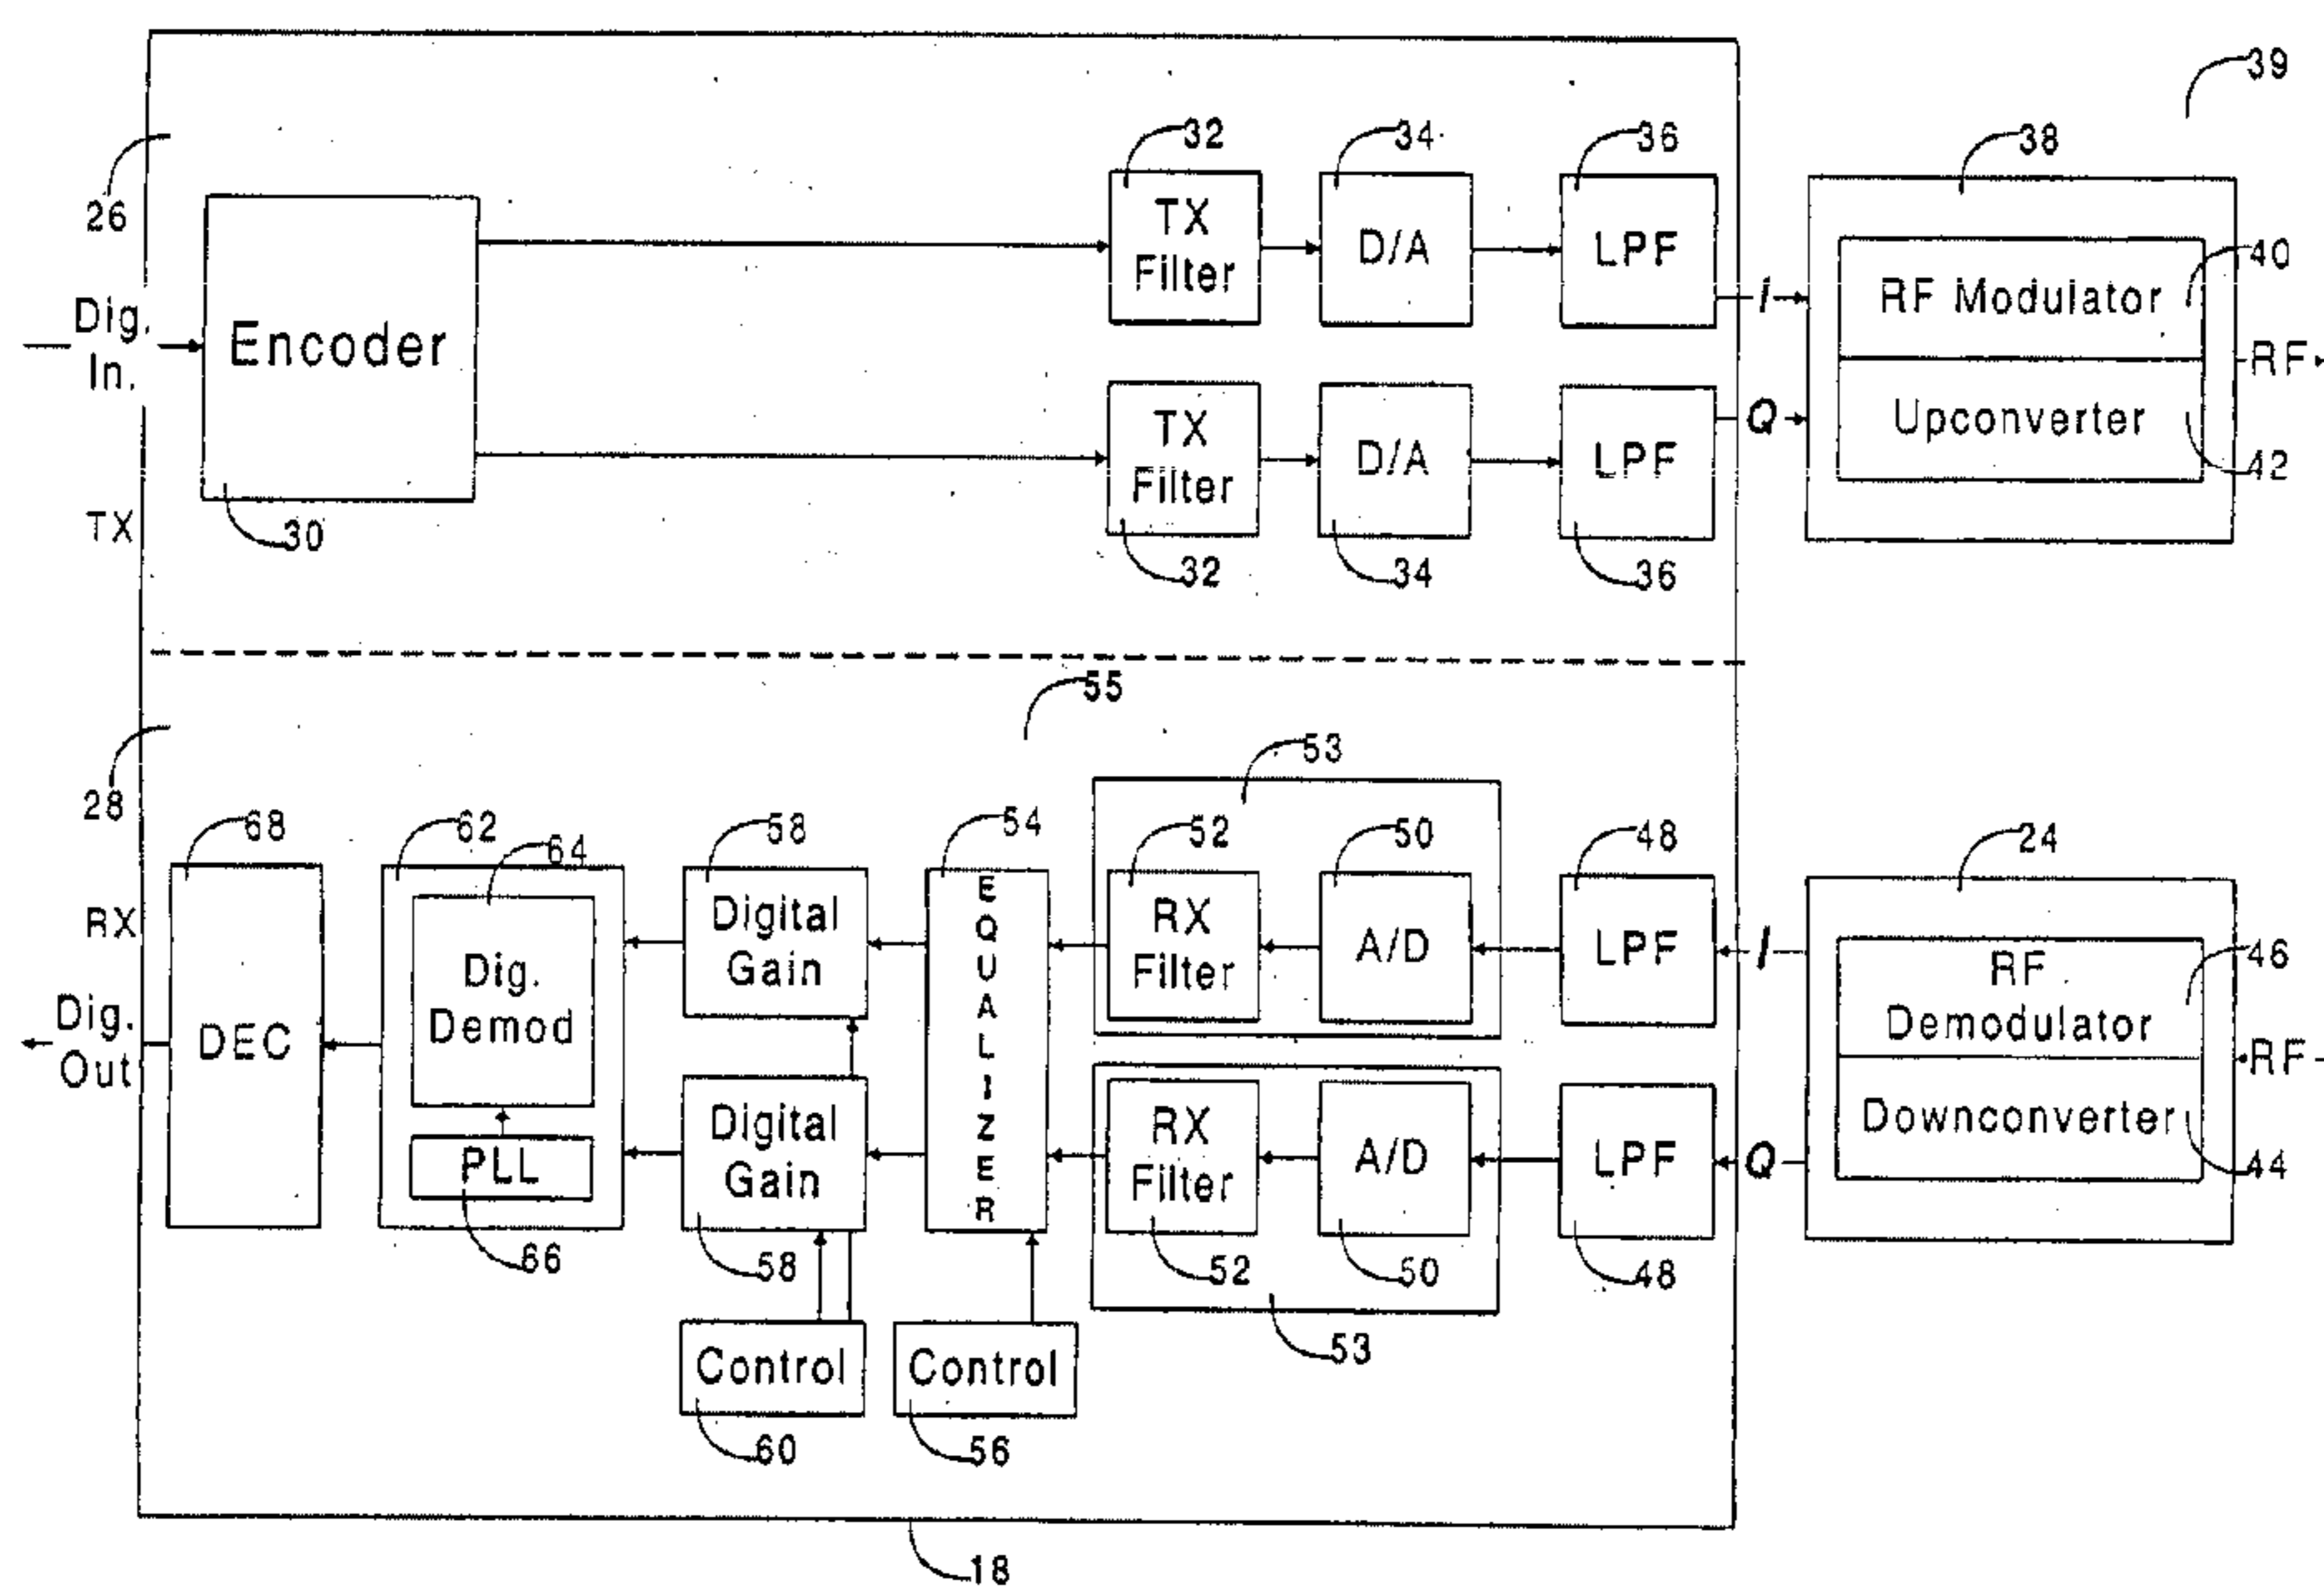 39
32
34
36
38
26
TX
Filter
D/A
LPF
40
Dig.
In.
Encoder
I
RF Modulator
RF
TX
Filter
D/A
LPF
Q
Upconverter
42
TX
30
32
34
36
55
53
28
68
62
64
58
54
52
50
48
24
RX
Dig.
Demod
Digital
Gain
EQUALIZER
RX
Filter
A/D
LPF
I
RF
Demodulator
46
Dig.
Out
DEC
RF
PLL
Digital
Gain
RX
Filter
A/D
LPF
Q
Downconverter
44
66
58
52
50
48
Control
Control
53
60
56
18